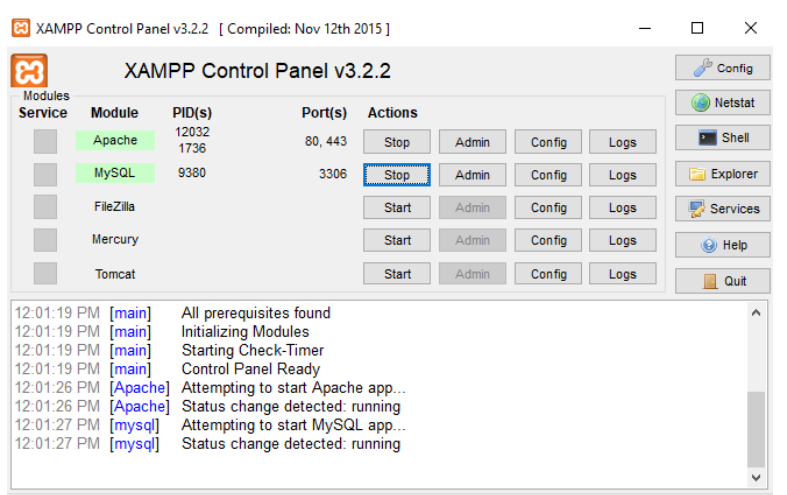 XAMPP Control Panel v3.2.2 [ Compiled: Nov 12th 2015 ]
XAMPP Control Panel v3.2.2
Modules
Service Module PID(s) Port(s) Actions
Apache 12032 1736 80, 443 Stop Admin Config Logs
MySQL 9380 3306 Stop Admin Config Logs
FileZilla Start Admin Config Logs
Mercury Start Admin Config Logs
Tomcat Start Admin Config Logs
Config
Netstat
Shell
Explorer
Services
Help
Quit
12:01:19 PM [main] All prerequisites found
12:01:19 PM [main] Initializing Modules
12:01:19 PM [main] Starting Check-Timer
12:01:19 PM [main] Control Panel Ready
12:01:26 PM [Apache] Attempting to start Apache app...
12:01:26 PM [Apache] Status change detected: running
12:01:27 PM [mysql] Attempting to start MySQL app...
12:01:27 PM [mysql] Status change detected: running